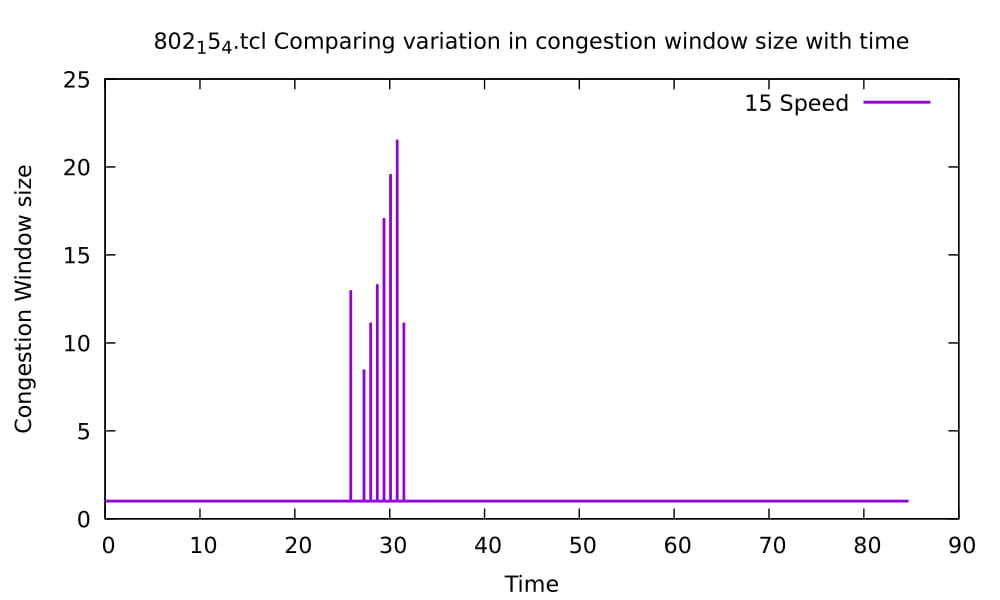 802₁5₄.tcl Comparing variation in congestion window size with time
15 Speed
Congestion Window size
25
20
15
10
5
0
0 10 20 30 40 50 60 70 80 90
Time